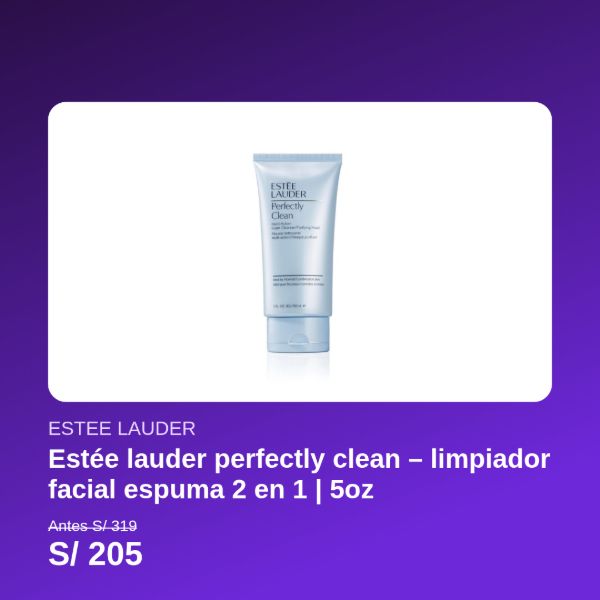 ESTĒE
LAUDER
Perfectly
Clean
ESTEE LAUDER
Estée lauder perfectly clean – limpiador
facial espuma 2 en 1 | 5oz
Antes S/ 319
S/ 205